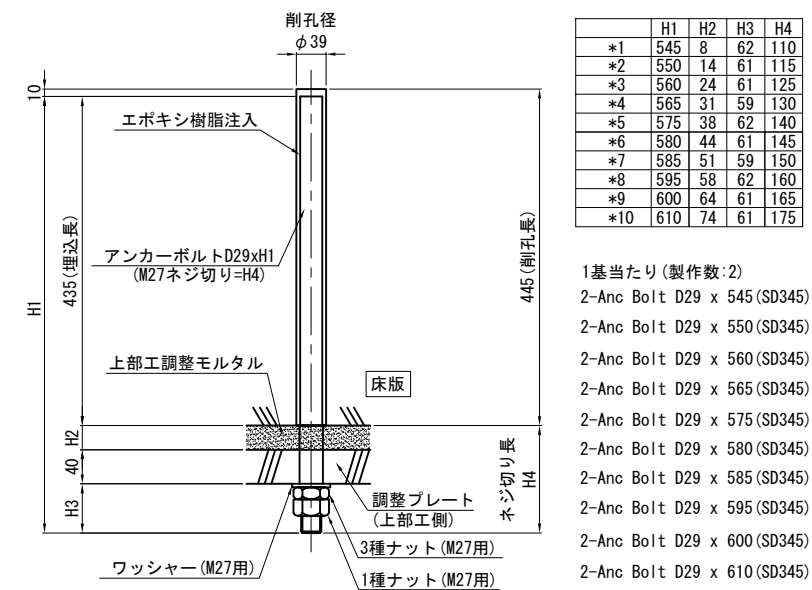 削孔径
φ39
10
エポキシ樹脂注入
アンカーボルトD29xH1
(M27ネジ切り=H4)
435(埋込長)
H1
445(削孔長)
上部工調整モルタル
床版
H2
40
H3
ネジ切り長
H4
調整プレート
(上部工側)
3種ナット(M27用)
ワッシャー(M27用)
1種ナット(M27用)
H1 H2 H3 H4
*1 545 8 62 110
*2 550 14 61 115
*3 560 24 61 125
*4 565 31 59 130
*5 575 38 62 140
*6 580 44 61 145
*7 585 51 59 150
*8 595 58 62 160
*9 600 64 61 165
*10 610 74 61 175
1基当たり(製作数:2)
2-Anc Bolt D29 x 545(SD345)
2-Anc Bolt D29 x 550(SD345)
2-Anc Bolt D29 x 560(SD345)
2-Anc Bolt D29 x 565(SD345)
2-Anc Bolt D29 x 575(SD345)
2-Anc Bolt D29 x 580(SD345)
2-Anc Bolt D29 x 585(SD345)
2-Anc Bolt D29 x 595(SD345)
2-Anc Bolt D29 x 600(SD345)
2-Anc Bolt D29 x 610(SD345)